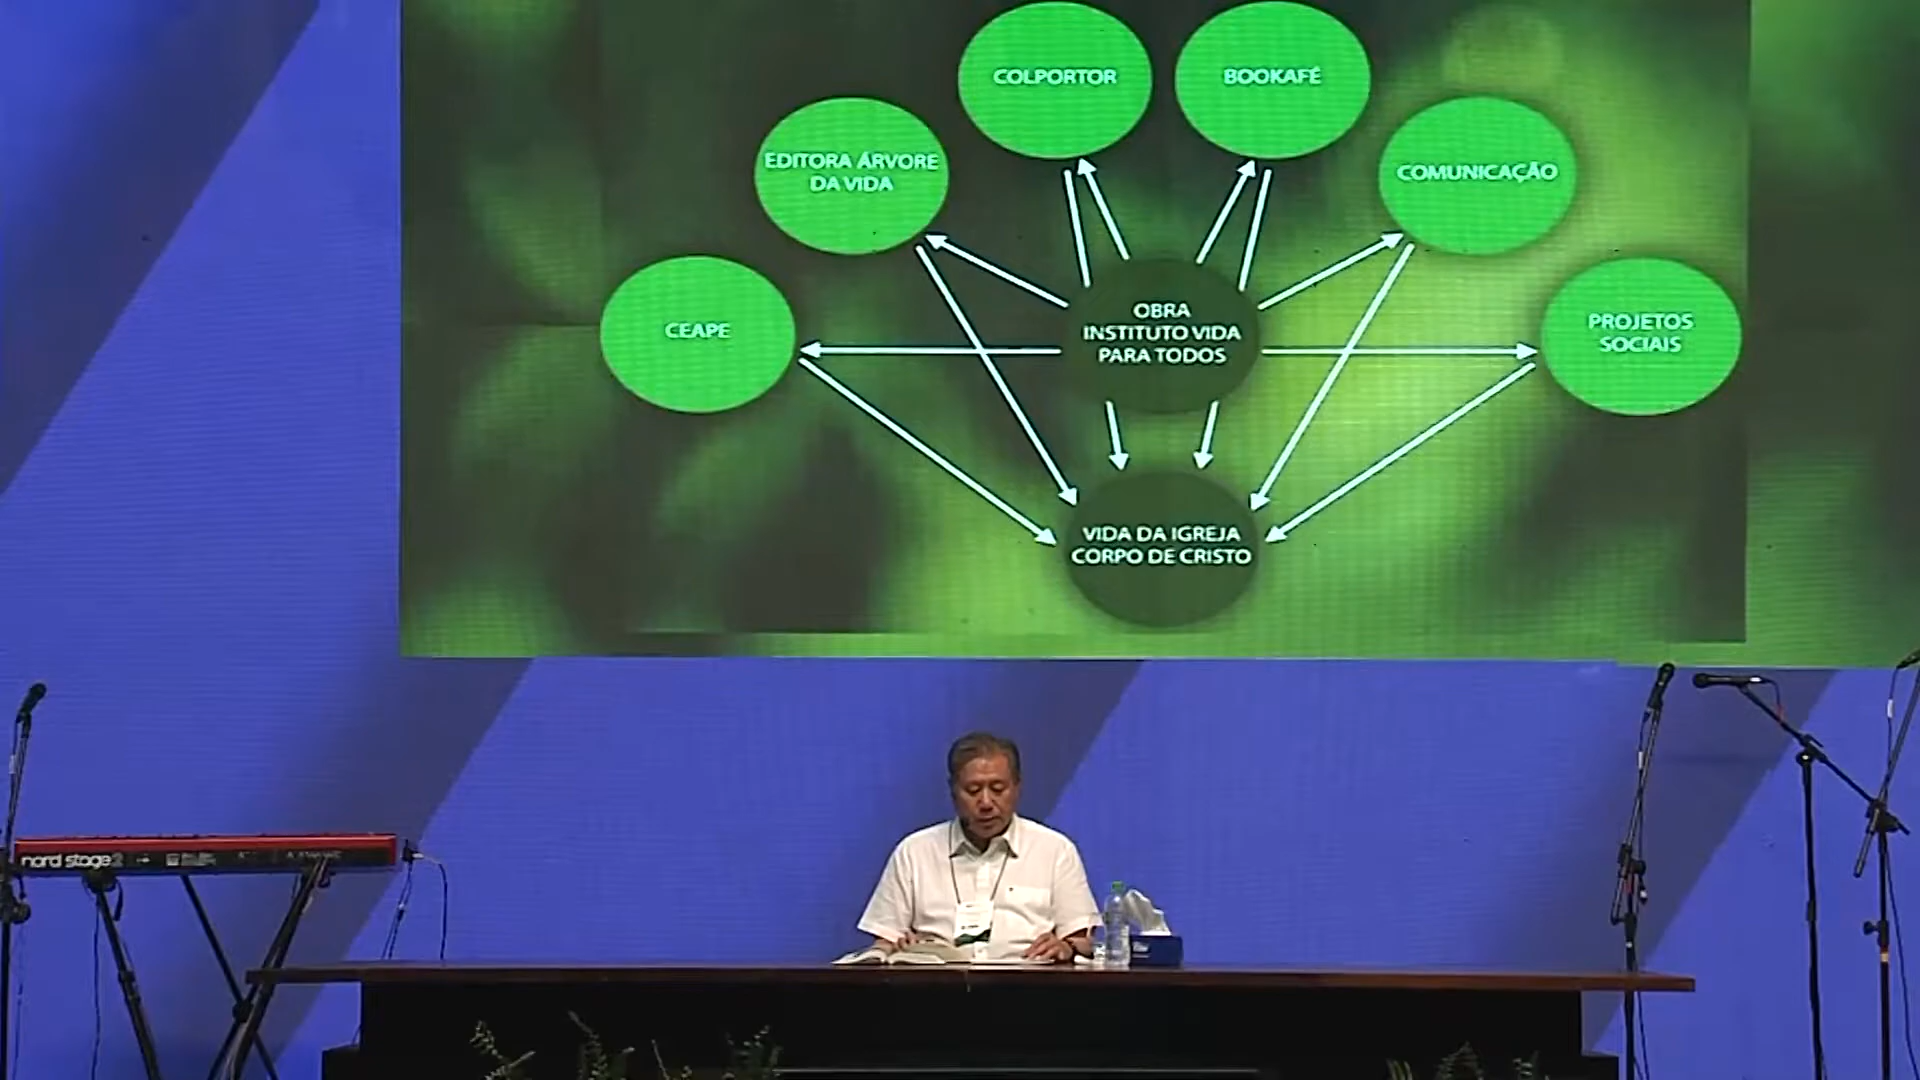 COLPORTOR
BOOKAFÉ
EDITORA ÁRVORE
DA VIDA
COMUNICAÇÃO
CEAPE
OBRA
INSTITUTO VIDA
PARA TODOS
PROJETOS
SOCIAIS
VIDA DA IGREJA
CORPO DE CRISTO
nord stage 2